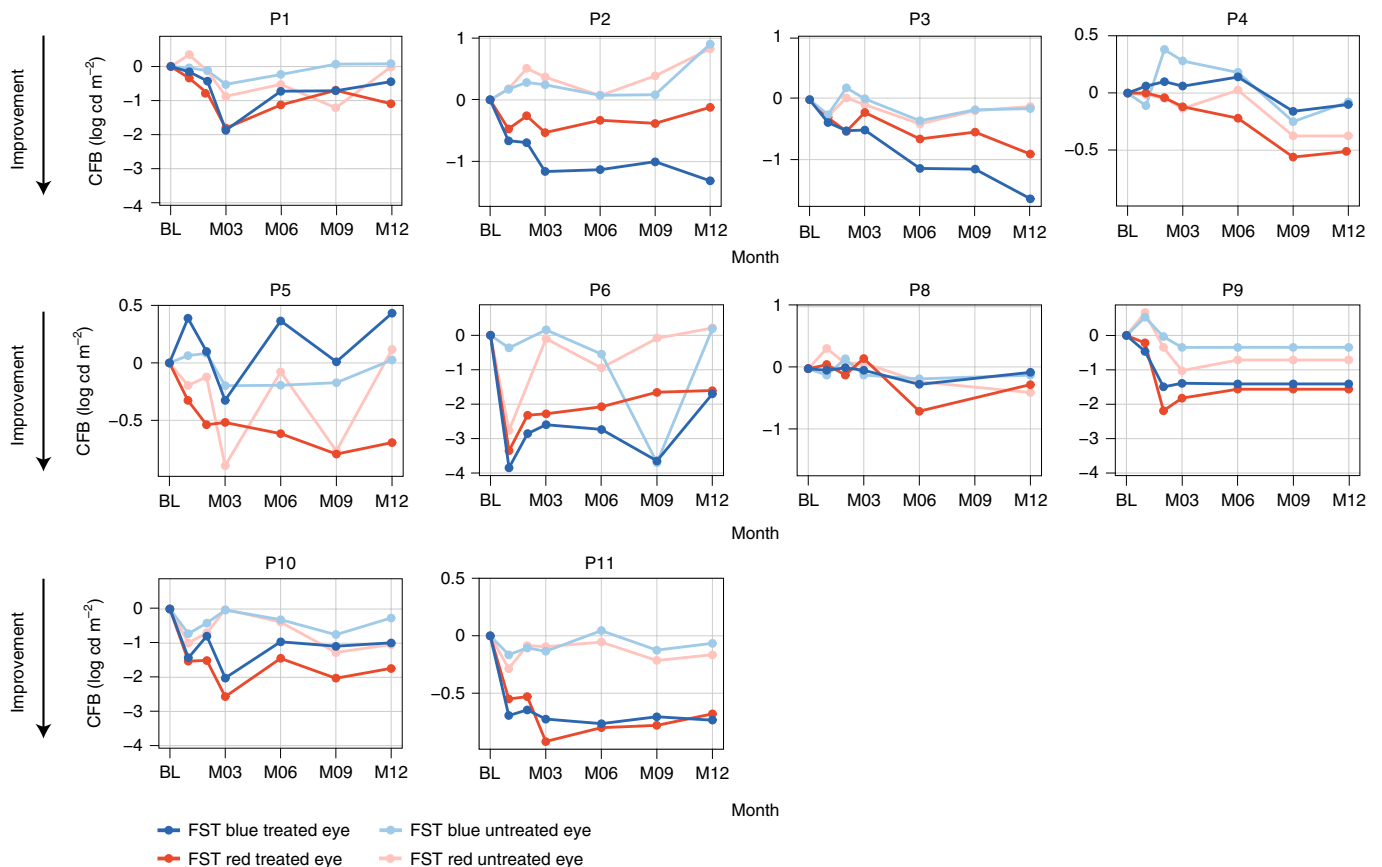 P1 P2 P3 P4
Improvement
CFB (log cd m⁻²)
0
−1
−2
−3
−4
1
0
−1
1
0
−1
0.5
0
−0.5
BL M03 M06 M09 M12 BL M03 M06 M09 M12 BL M03 M06 M09 M12 BL M03 M06 M09 M12
Month
P5 P6 P8 P9
Improvement
CFB (log cd m⁻²)
0.5
0
−0.5
0
−1
−2
−3
−4
1
0
−1
0
−1
−2
−3
−4
BL M03 M06 M09 M12 BL M03 M06 M09 M12 BL M03 M06 M09 M12 BL M03 M06 M09 M12
Month
P10 P11
Improvement
CFB (log cd m⁻²)
0
−1
−2
−3
−4
0.5
0
−0.5
BL M03 M06 M09 M12 BL M03 M06 M09 M12
Month
FST blue treated eye FST blue untreated eye
FST red treated eye FST red untreated eye